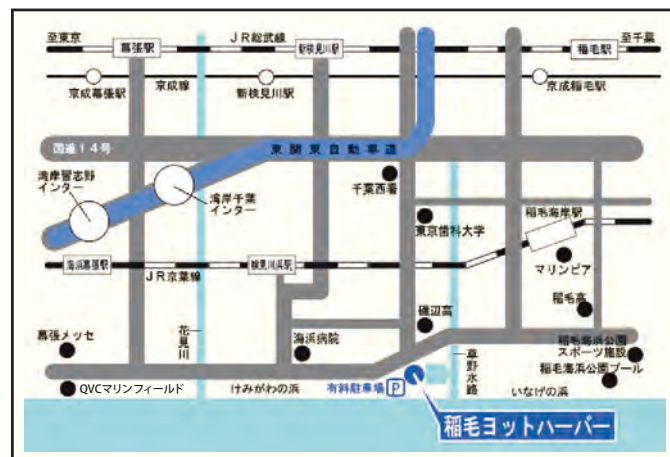 至東京
JR総武線
至千葉
幕張駅
新検見川駅
稲毛駅
京成幕張駅
京成線
新検見川駅
京成稲毛駅
国道14号
東関東自動車道
湾岸習志野
インター
湾岸千葉
インター
千葉西署
東京歯科大学
稲毛海岸駅
海浜幕張駅
JR京葉線
検見川浜駅
マリンピア
稲毛高
磯辺高
幕張メッセ
花見川
海浜病院
稲毛海浜公園
スポーツ施設
草野水路
稲毛海浜公園プール
QVCマリンフィールド
けみがわの浜
有料駐車場 P
いなげの浜
稲毛ヨットハーバー